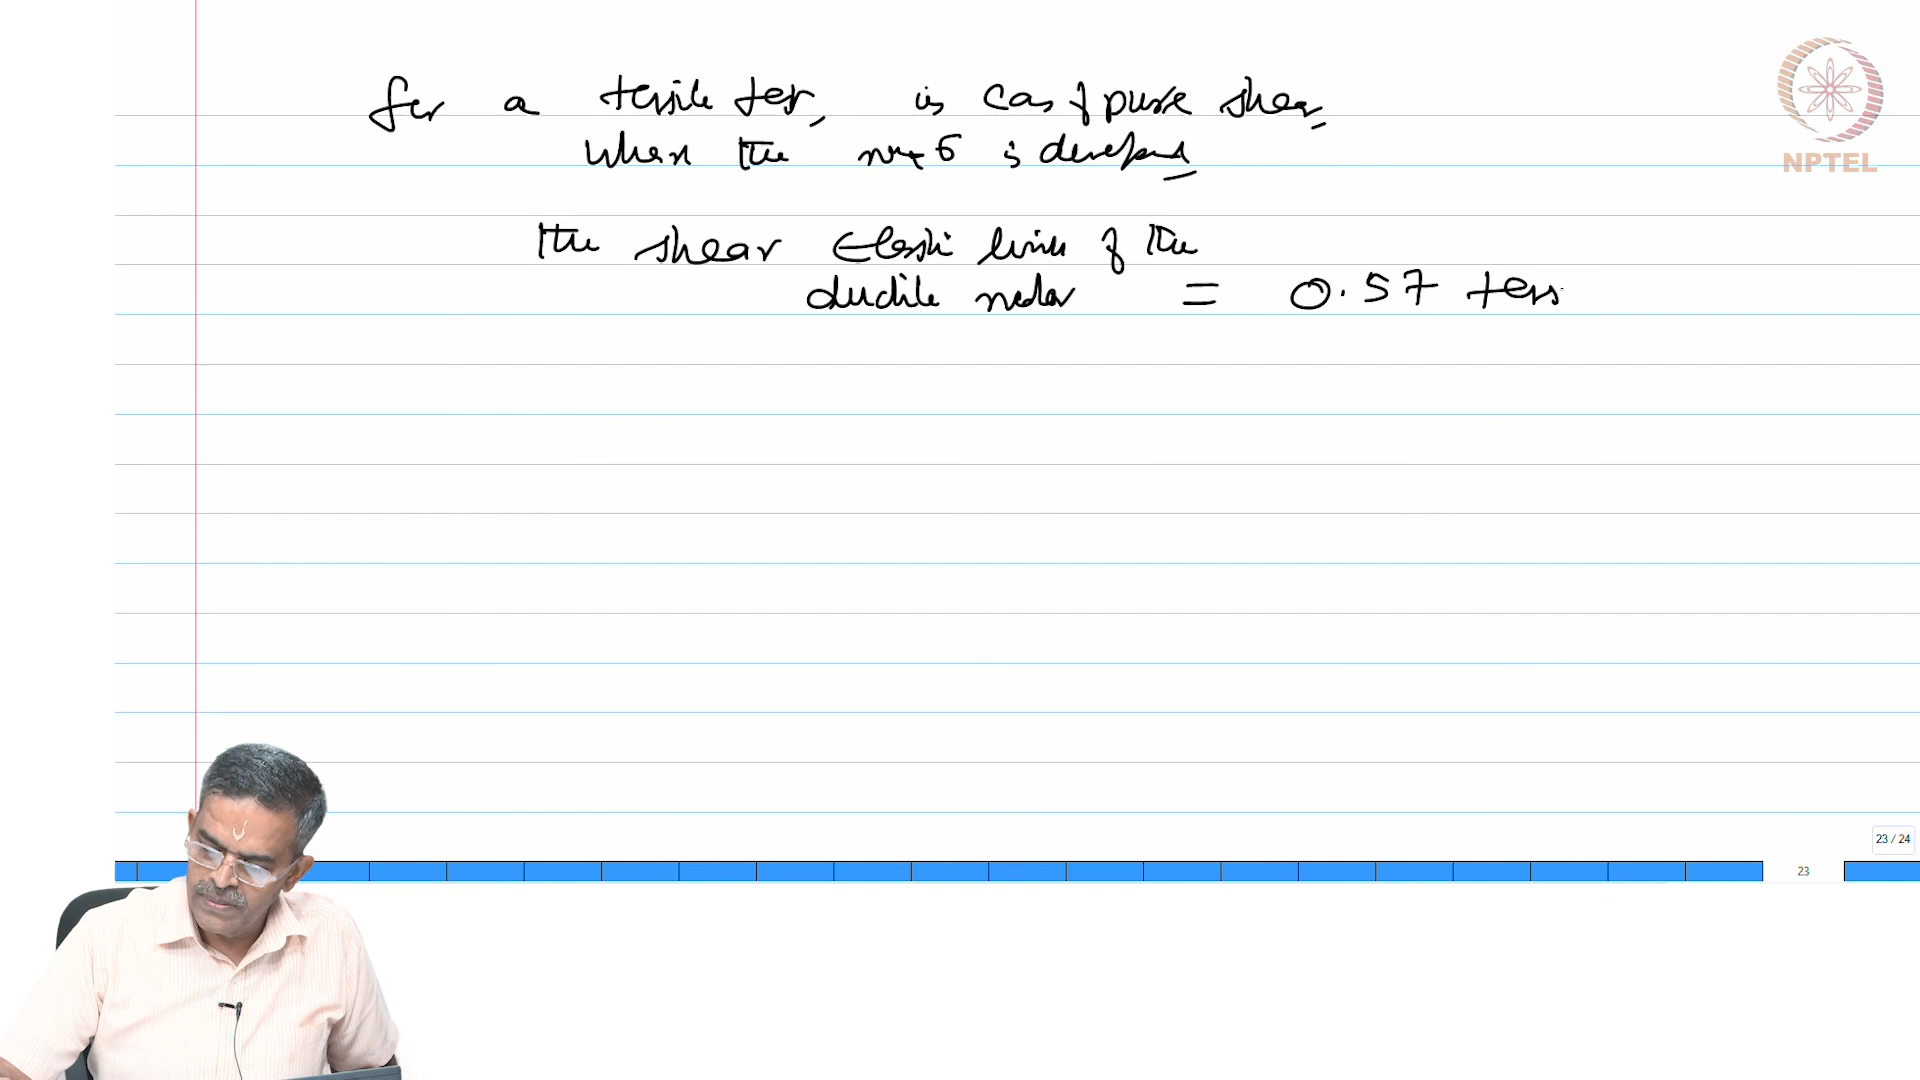 for a tensile test, in case of pure shear,
when the max σ is developed
NPTEL
the shear elastic limit of the
ductile material = 0.57 tens
23 / 24
23